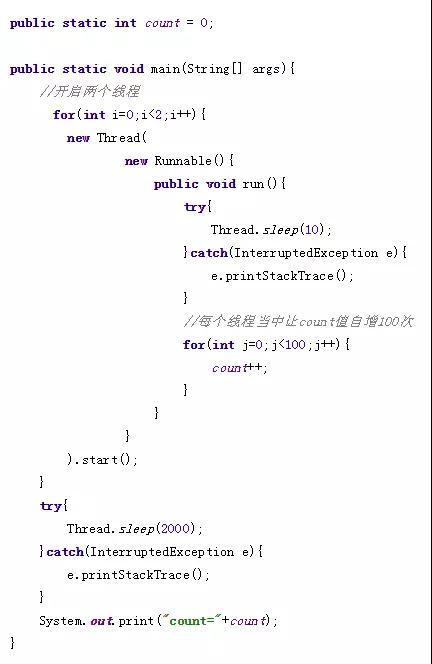 public static int count = 0;
public static void main(String[] args){
//开启两个线程
for(int i=0;i<2;i++){
new Thread(
new Runnable(){
public void run(){
try{
Thread.sleep(10);
}catch(InterruptedException e){
e.printStackTrace();
}
//每个线程当中让count值自增100次
for(int j=0;j<100;j++){
count++;
}
}
}
).start();
}
try{
Thread.sleep(2000);
}catch(InterruptedException e){
e.printStackTrace();
}
System.out.print("count="+count);
}